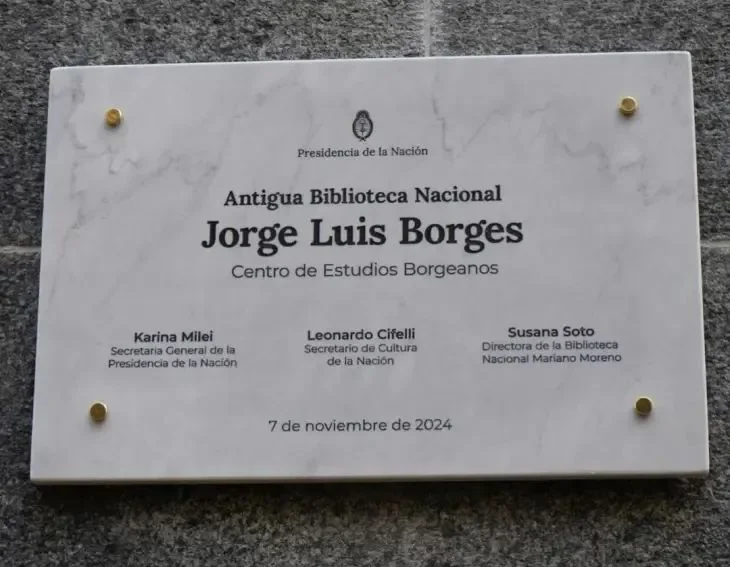 Presidencia de la Nación
Antigua Biblioteca Nacional
Jorge Luis Borges
Centro de Estudios Borgeanos
Karina Milei
Secretaria General de la
Presidencia de la Nación
Leonardo Cifelli
Secretario de Cultura
de la Nación
Susana Soto
Directora de la Biblioteca
Nacional Mariano Moreno
7 de noviembre de 2024